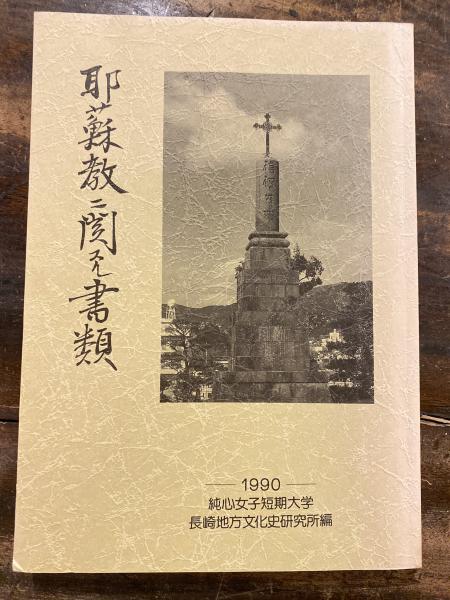 耶蘇教ニ関スル書類
1990
純心女子短期大学
長崎地方文化史研究所編